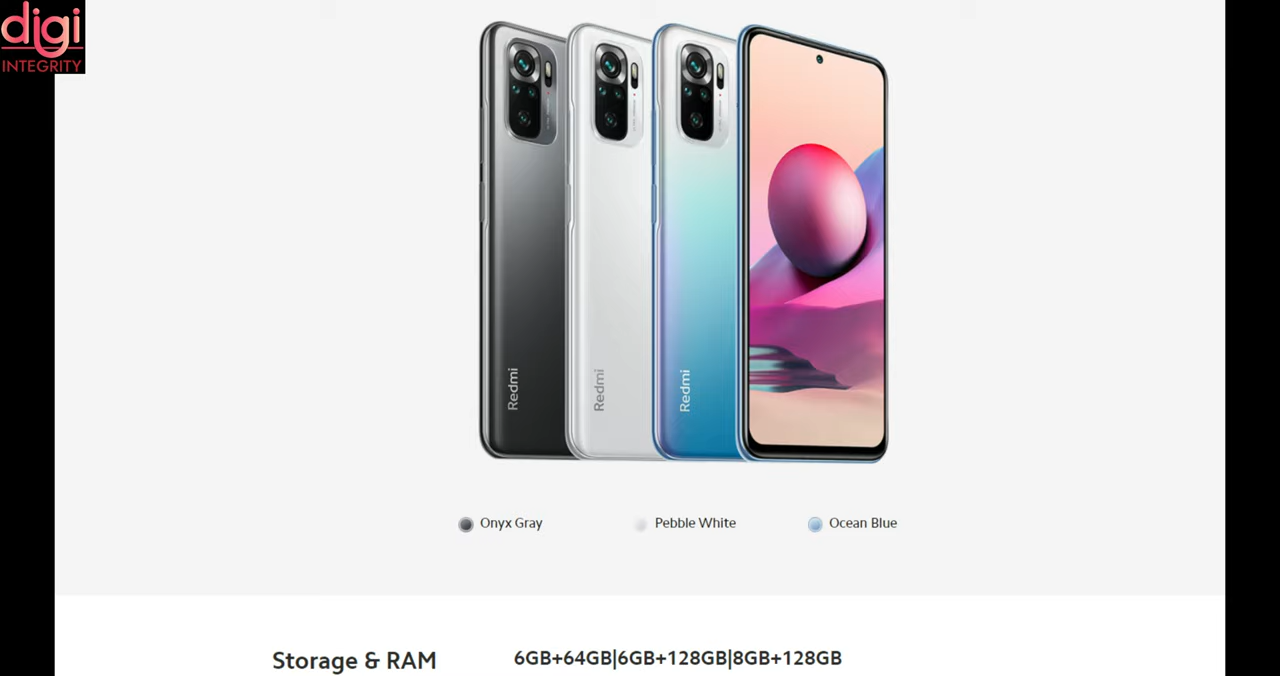 digi
INTEGRITY
Redmi
Redmi
Redmi
Onyx Gray
Pebble White
Ocean Blue
Storage & RAM
6GB+64GB|6GB+128GB|8GB+128GB